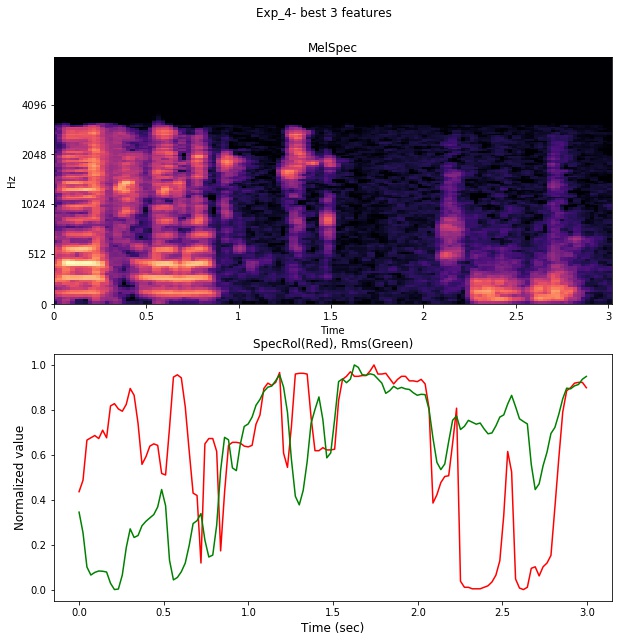 Exp_4- best 3 features
MelSpec
4096
2048
1024
512
0
Hz
0 0.5 1 1.5 2 2.5 3
Time
SpecRol(Red), Rms(Green)
1.0
0.8
0.6
0.4
0.2
0.0
Normalized value
0.0 0.5 1.0 1.5 2.0 2.5 3.0
Time (sec)